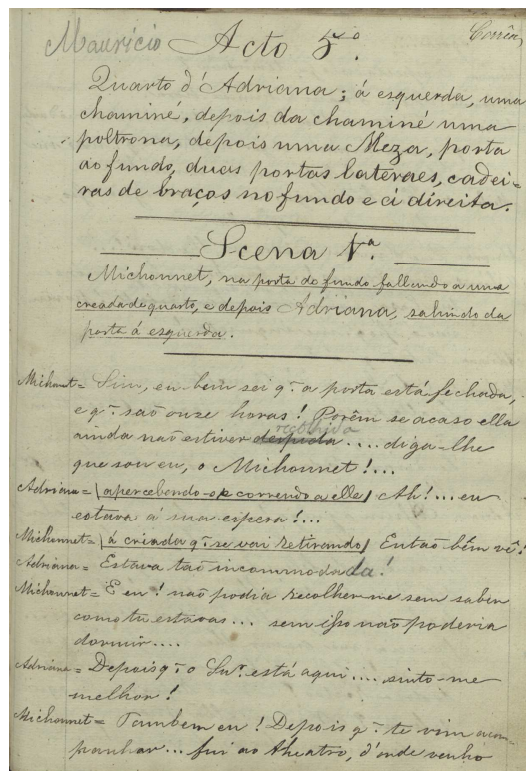 Maurício Acto 5º. Corrêa
Quarto d'Adriana; á esquerda, uma
chaminé, depois da chaminé uma
poltrona, depois uma Meza, porta
ao fundo, duas portas lateraes, cadei=
ras de braços no fundo e á direita.
Scena 1ª.
Michonnet, na porta do fundo fallando a uma
creada de quarto, e depois Adriana, sahindo da
porta á esquerda.
Michonet = Sim, eu bem sei q̃. a porta está fechada,
e q̃. são onze horas! Porém se acaso ella
recolhida
ainda não estiver despida .... diga-lhe
que sou eu, o Michonnet!...
Adriana = (apercebendo-o e correndo a elle) Ah!... eu
estava á sua espera!...
Michonnet = (á criada q̃. se vai retirando) Então bem vê!
Adriana = Estava tão incommodada!
Michonnet = E eu! não podia recolher-me sem saber
como tu estavas... sem isso não poderia
dormir....
Adriana = Depois q̃. o Snr. está aqui .... sinto-me
melhor!
Michonnet = Tambem eu! Depois q̃. te vim acom=
panhar... fui ao theatro, d'onde venho